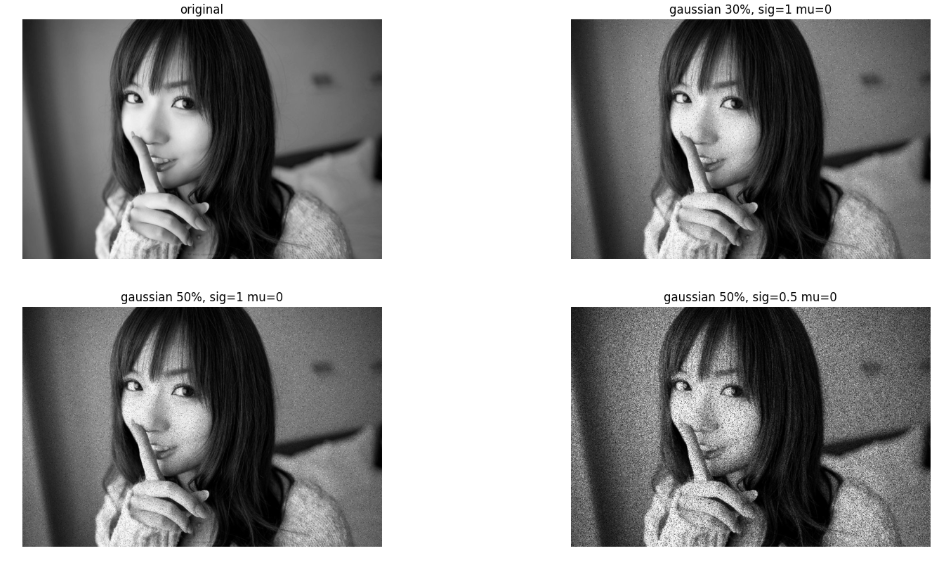 original
gaussian 30%, sig=1 mu=0
gaussian 50%, sig=1 mu=0
gaussian 50%, sig=0.5 mu=0